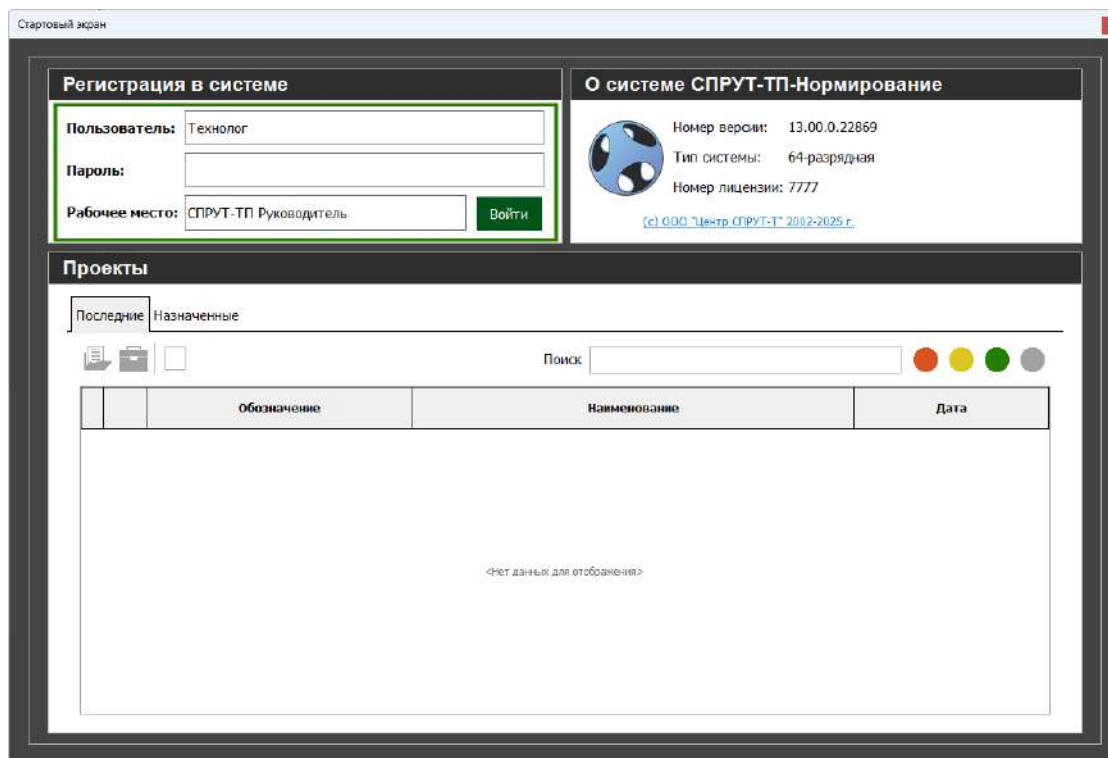 Стартовый экран
Регистрация в системе
Пользователь: Технолог
Пароль:
Рабочее место: СПРУТ-ТП Руководитель
Войти
О системе СПРУТ-ТП-Нормирование
Номер версии: 13.00.0.22869
Тип системы: 64-разрядная
Номер лицензии: 7777
(с) ООО "Центр СПРУТ-Т" 2002-2025 г.
Проекты
Последние Назначенные
Поиск
Обозначение Наименование Дата
<Нет данных для отображения>